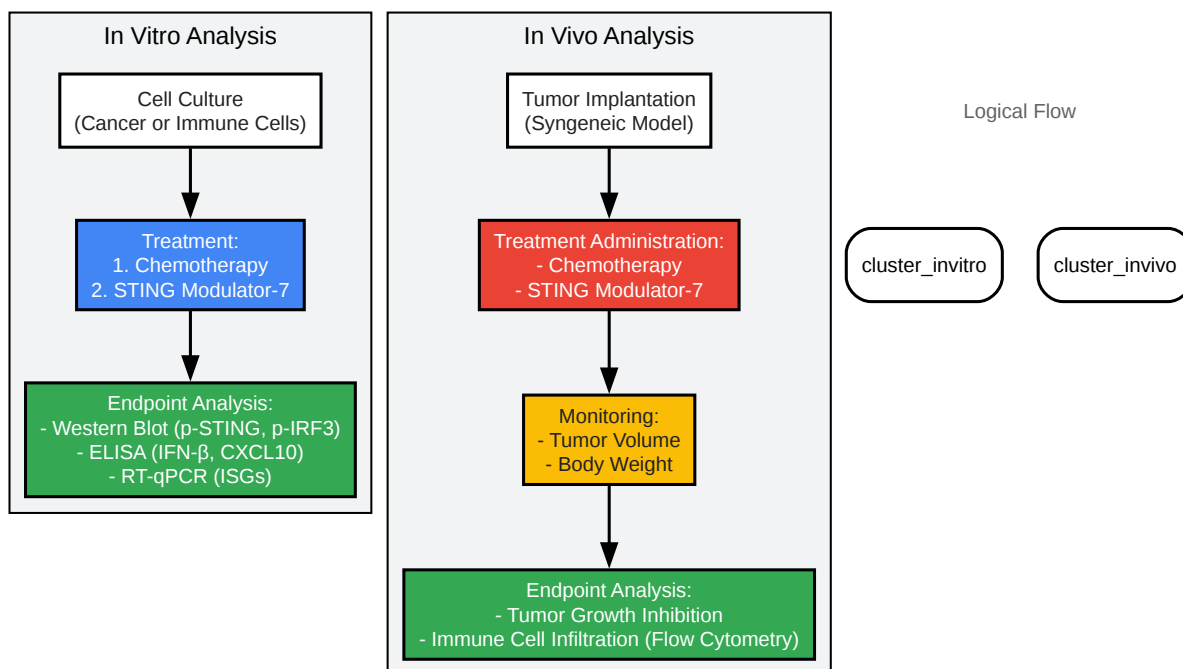 In Vitro Analysis
Cell Culture
(Cancer or Immune Cells)
Treatment:
1. Chemotherapy
2. STING Modulator-7
Endpoint Analysis:
- Western Blot (p-STING, p-IRF3)
- ELISA (IFN-β, CXCL10)
- RT-qPCR (ISGs)
In Vivo Analysis
Tumor Implantation
(Syngeneic Model)
Treatment Administration:
- Chemotherapy
- STING Modulator-7
Monitoring:
- Tumor Volume
- Body Weight
Endpoint Analysis:
- Tumor Growth Inhibition
- Immune Cell Infiltration (Flow Cytometry)
Logical Flow
cluster_invitro
cluster_invivo